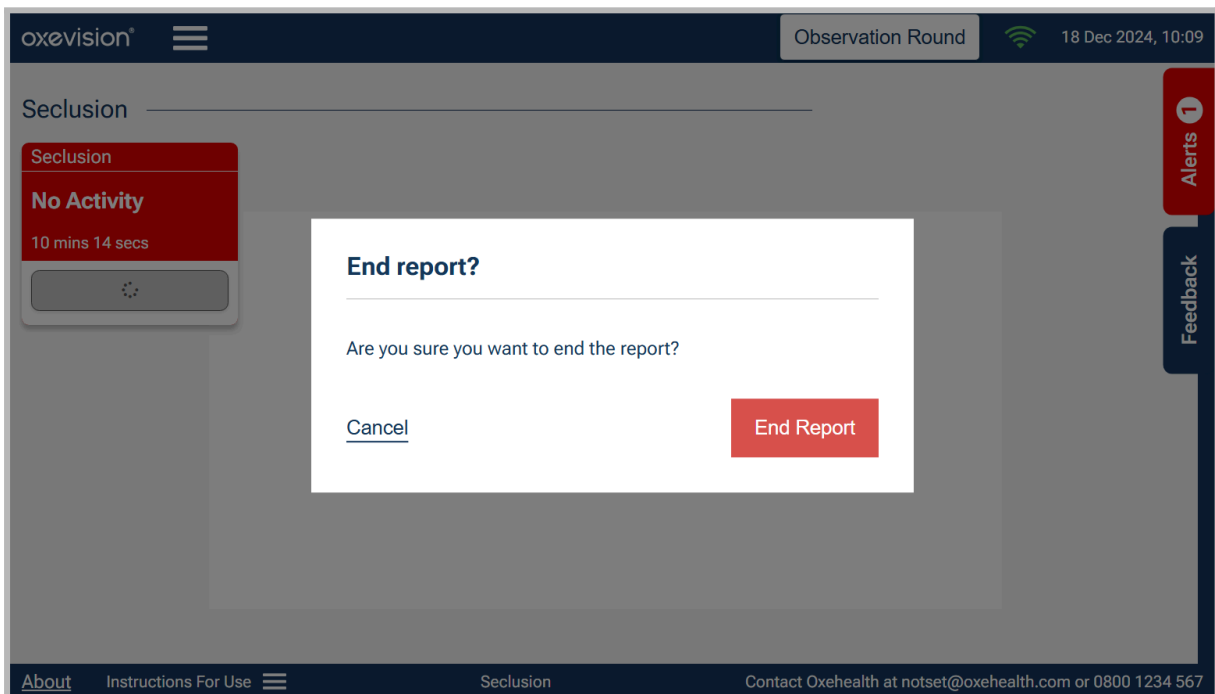 oxevision®
Observation Round
18 Dec 2024, 10:09
Seclusion
Seclusion
No Activity
10 mins 14 secs
Alerts 1
Feedback
End report?
Are you sure you want to end the report?
Cancel
End Report
About
Instructions For Use
Seclusion
Contact Oxehealth at notset@oxehealth.com or 0800 1234 567